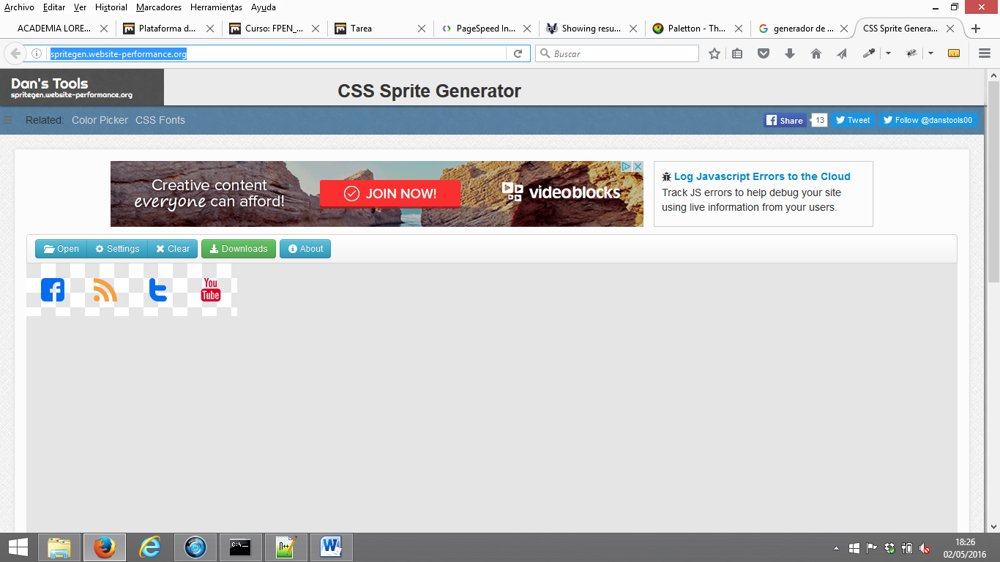 Archivo Editar Ver Historial Marcadores Herramientas Ayuda
ACADEMIA LORE... Plataforma d... Curso: FPEN_... Tarea PageSpeed In... Showing resu... Paletton - Th... generador de ... CSS Sprite Genera...
spritegen.website-performance.org Buscar
Dan's Tools
spritegen.website-performance.org
CSS Sprite Generator
Related: Color Picker CSS Fonts Share 13 Tweet Follow @danstools00
Creative content
everyone can afford!
JOIN NOW!
videoblocks
Log Javascript Errors to the Cloud
Track JS errors to help debug your site
using live information from your users.
Open Settings Clear Downloads About
You
Tube
18:26
02/05/2016